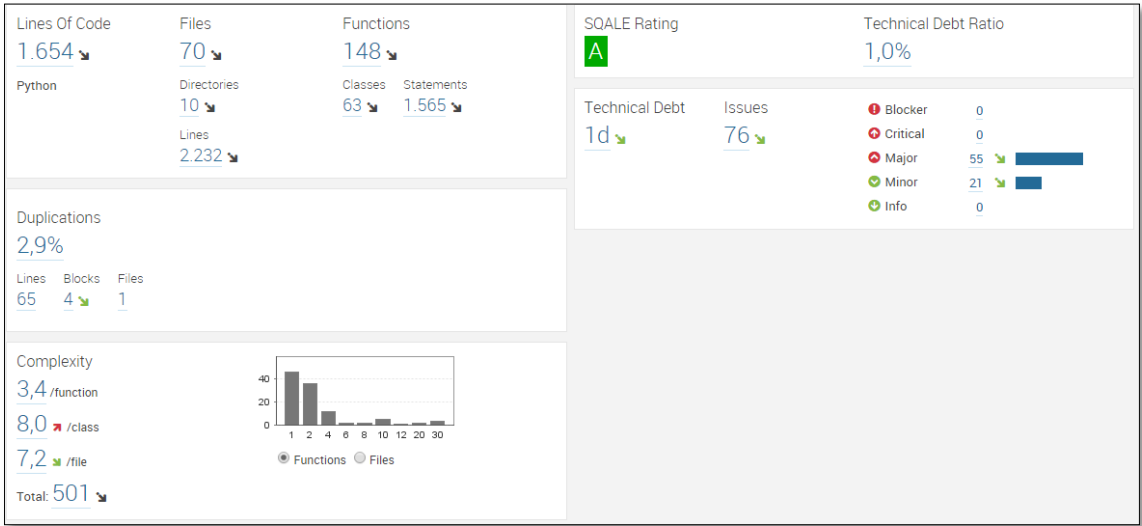 Lines Of Code Files Functions
1.654 70 148
Python Directories Classes Statements
10 63 1.565
Lines
2.232
SQALE Rating Technical Debt Ratio
A 1,0%
Technical Debt Issues
1d 76
Blocker 0
Critical 0
Major 55
Minor 21
Info 0
Duplications
2,9%
Lines Blocks Files
65 4 1
Complexity
3,4 /function
8,0 /class
7,2 /file
Total: 501
40
20
0
1 2 4 6 8 10 12 20 30
Functions Files